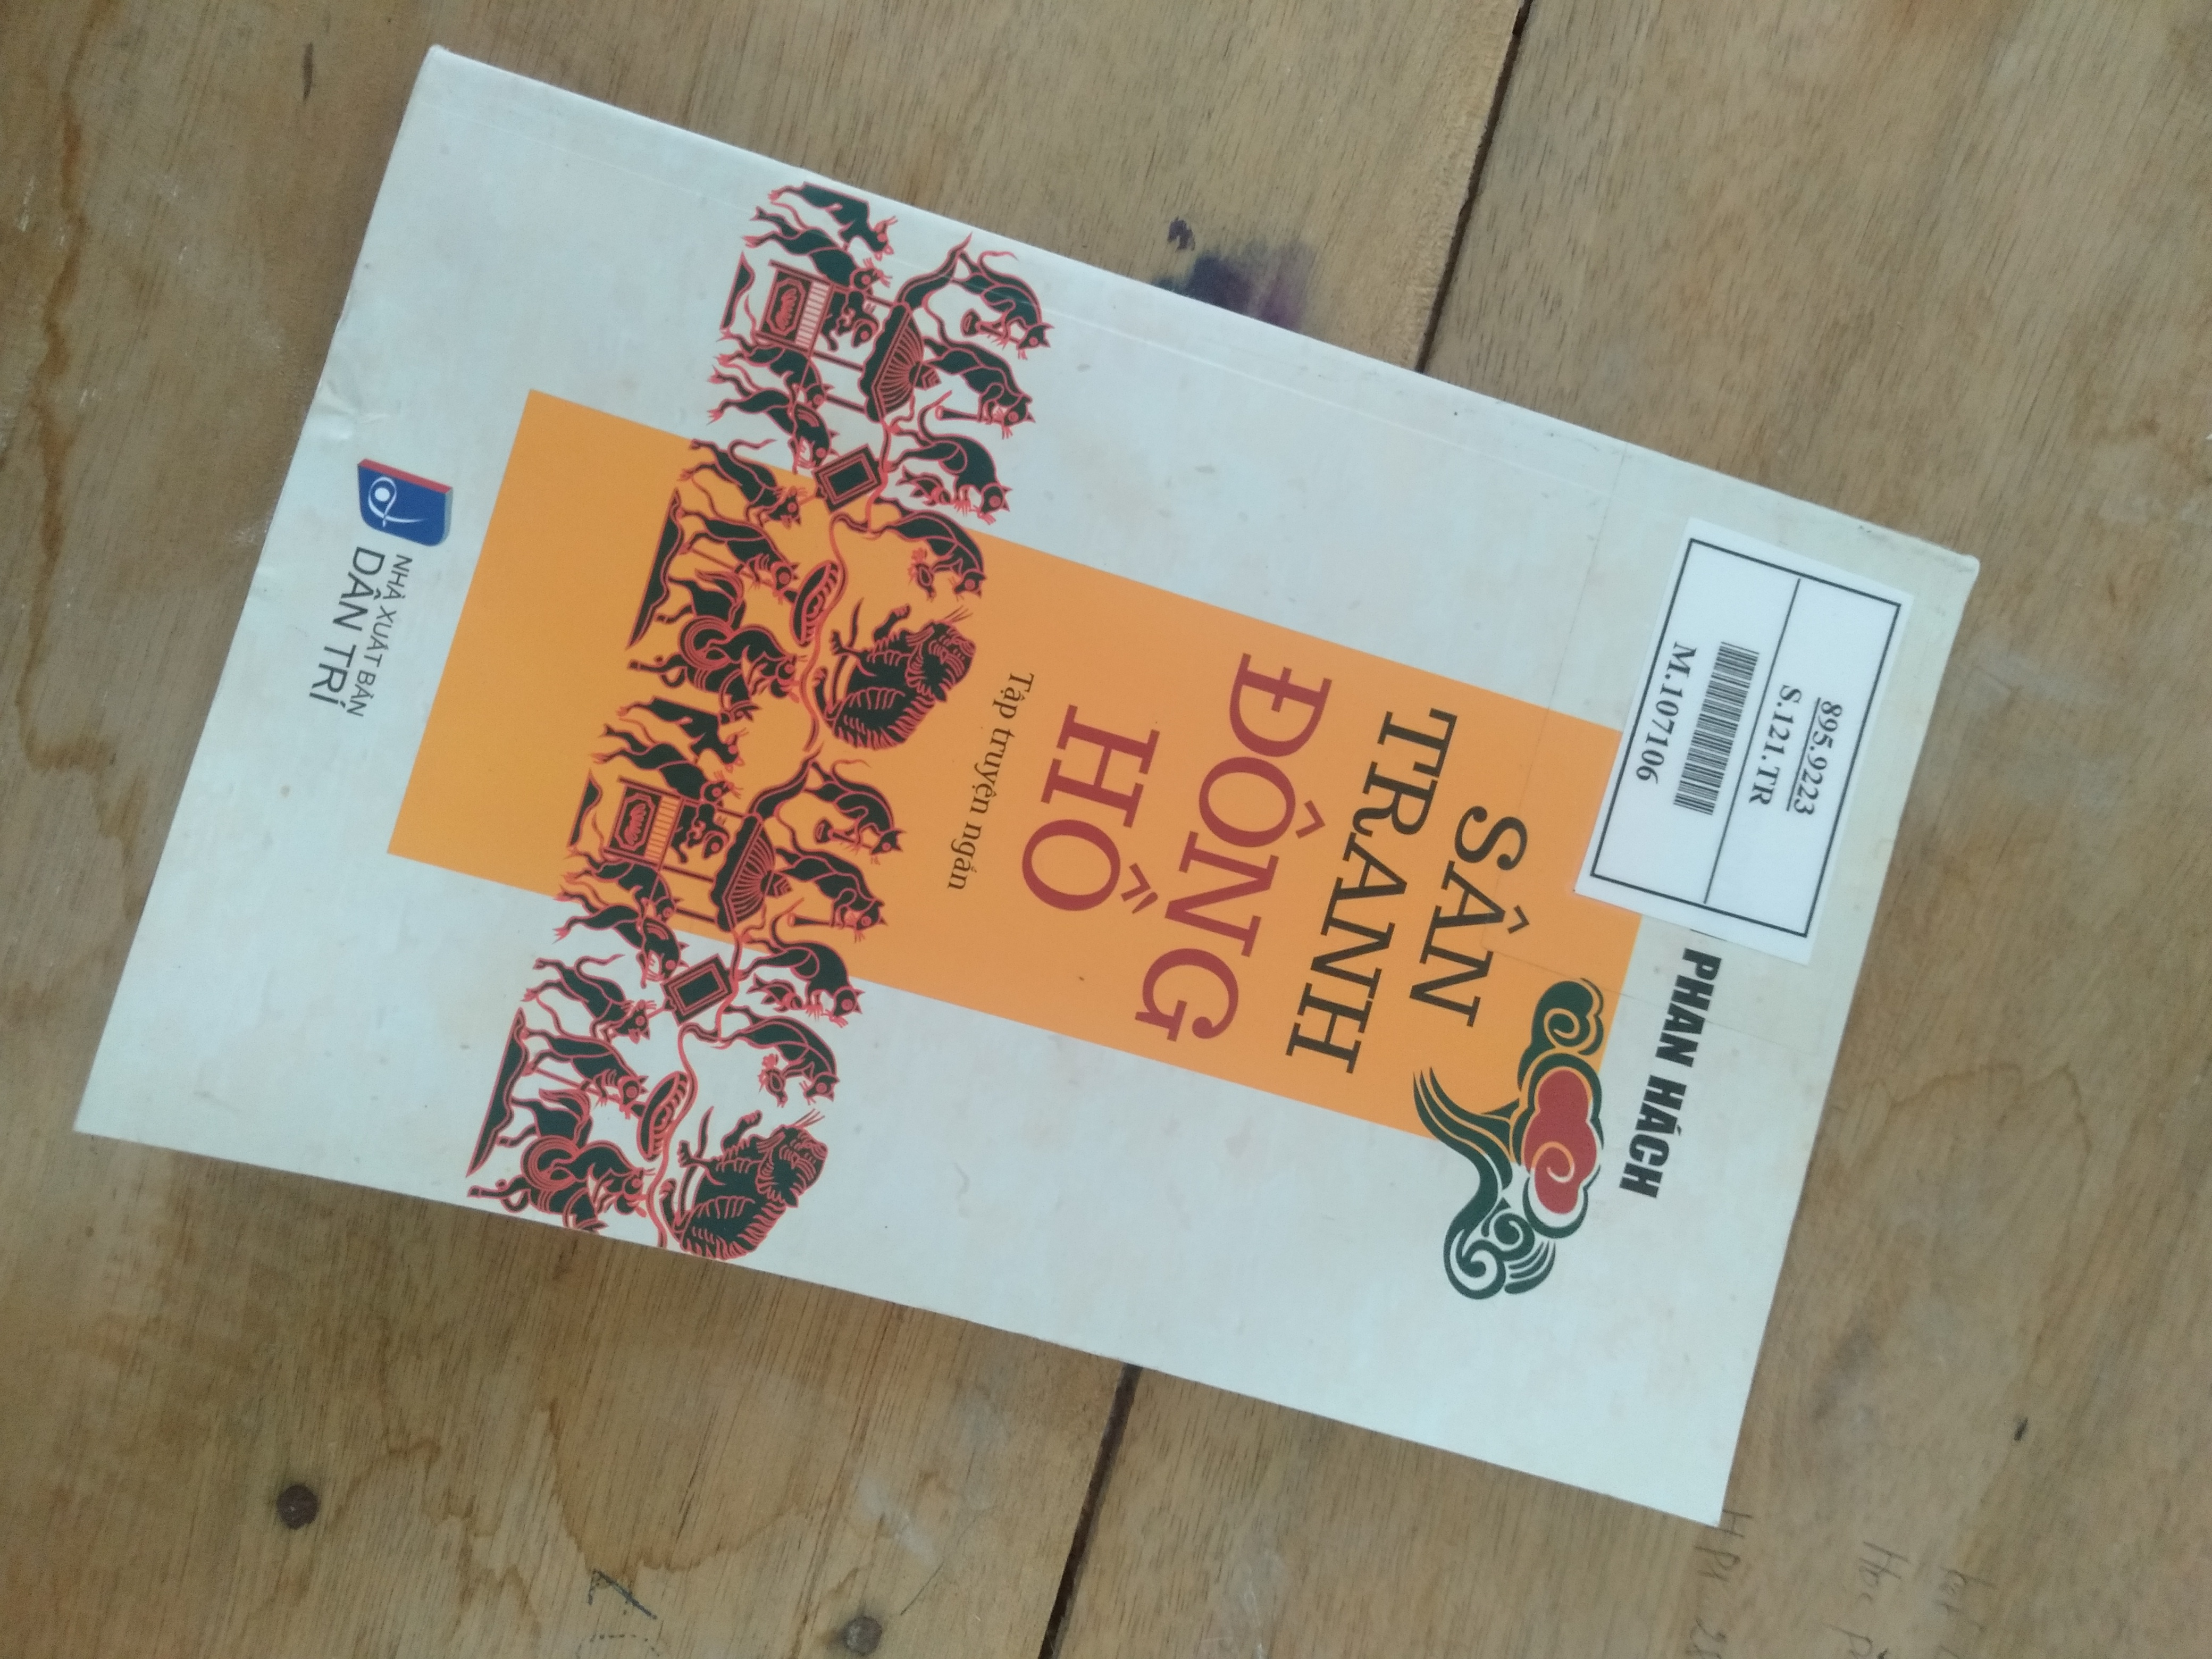 895.9223
S.121.TR
M.107106
PHAN HÁCH
SÂN
TRANH
ĐÔNG
HỒ
Tập truyện ngắn
NHÀ XUẤT BẢN
DÂN TRÍ